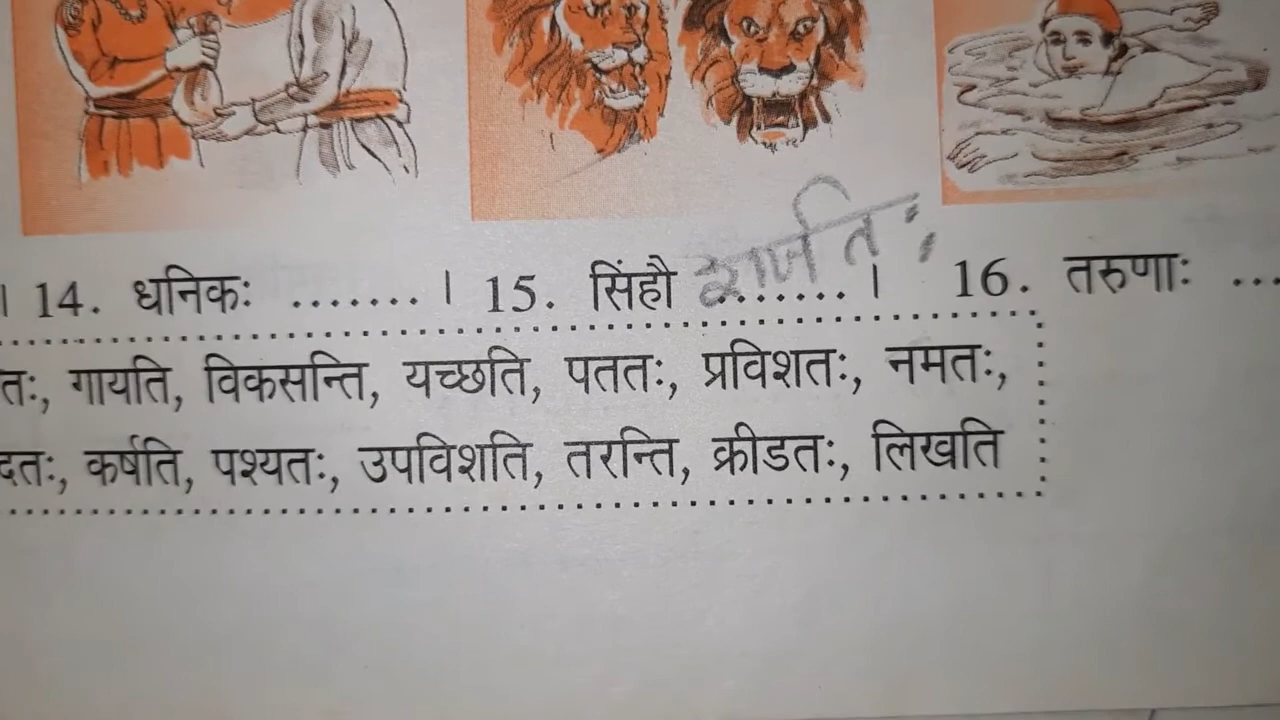 । 14. धनिकः ........ । 15. सिंहौ गर्जतः ........ । 16. तरुणाः ...
तः, गायति, विकसन्ति, यच्छति, पततः, प्रविशतः, नमतः,
दतः, कर्षति, पश्यतः, उपविशति, तरन्ति, क्रीडतः, लिखति